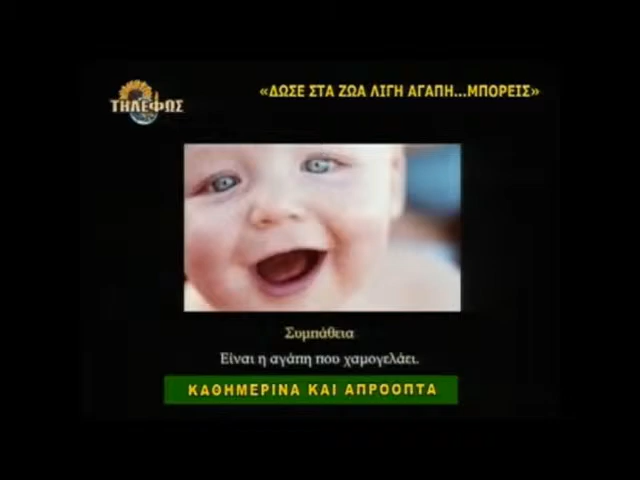 ΤΗΛΕΦΩΣ
«ΔΩΣΕ ΣΤΑ ΖΩΑ ΛΙΓΗ ΑΓΑΠΗ...ΜΠΟΡΕΙΣ»
Συμπάθεια
Είναι η αγάπη που χαμογελάει.
ΚΑΘΗΜΕΡΙΝΑ ΚΑΙ ΑΠΡΟΟΠΤΑ